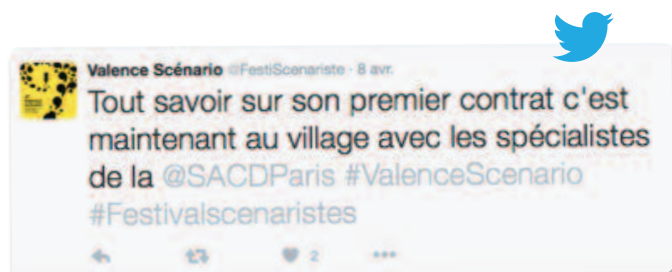 Valence Scénario @FestiScenariste · 8 avr.
Tout savoir sur son premier contrat c'est
maintenant au village avec les spécialistes
de la @SACDParis #ValenceScenario
#Festivalscenaristes
2